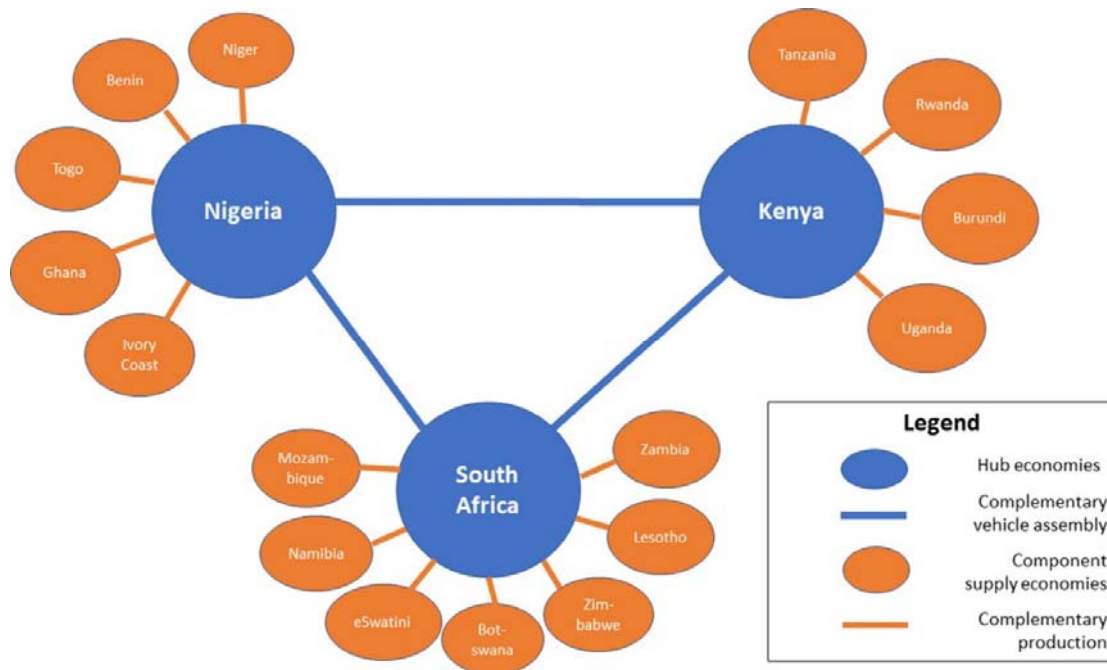 Niger
Benin
Togo
Ghana
Ivory
Coast
Nigeria
Tanzania
Rwanda
Burundi
Uganda
Kenya
Mozam-
bique
Namibia
eSwatini
Bot-
swana
Zim-
babwe
Lesotho
Zambia
South
Africa
Legend
Hub economies
Complementary
vehicle assembly
Component
supply economies
Complementary
production